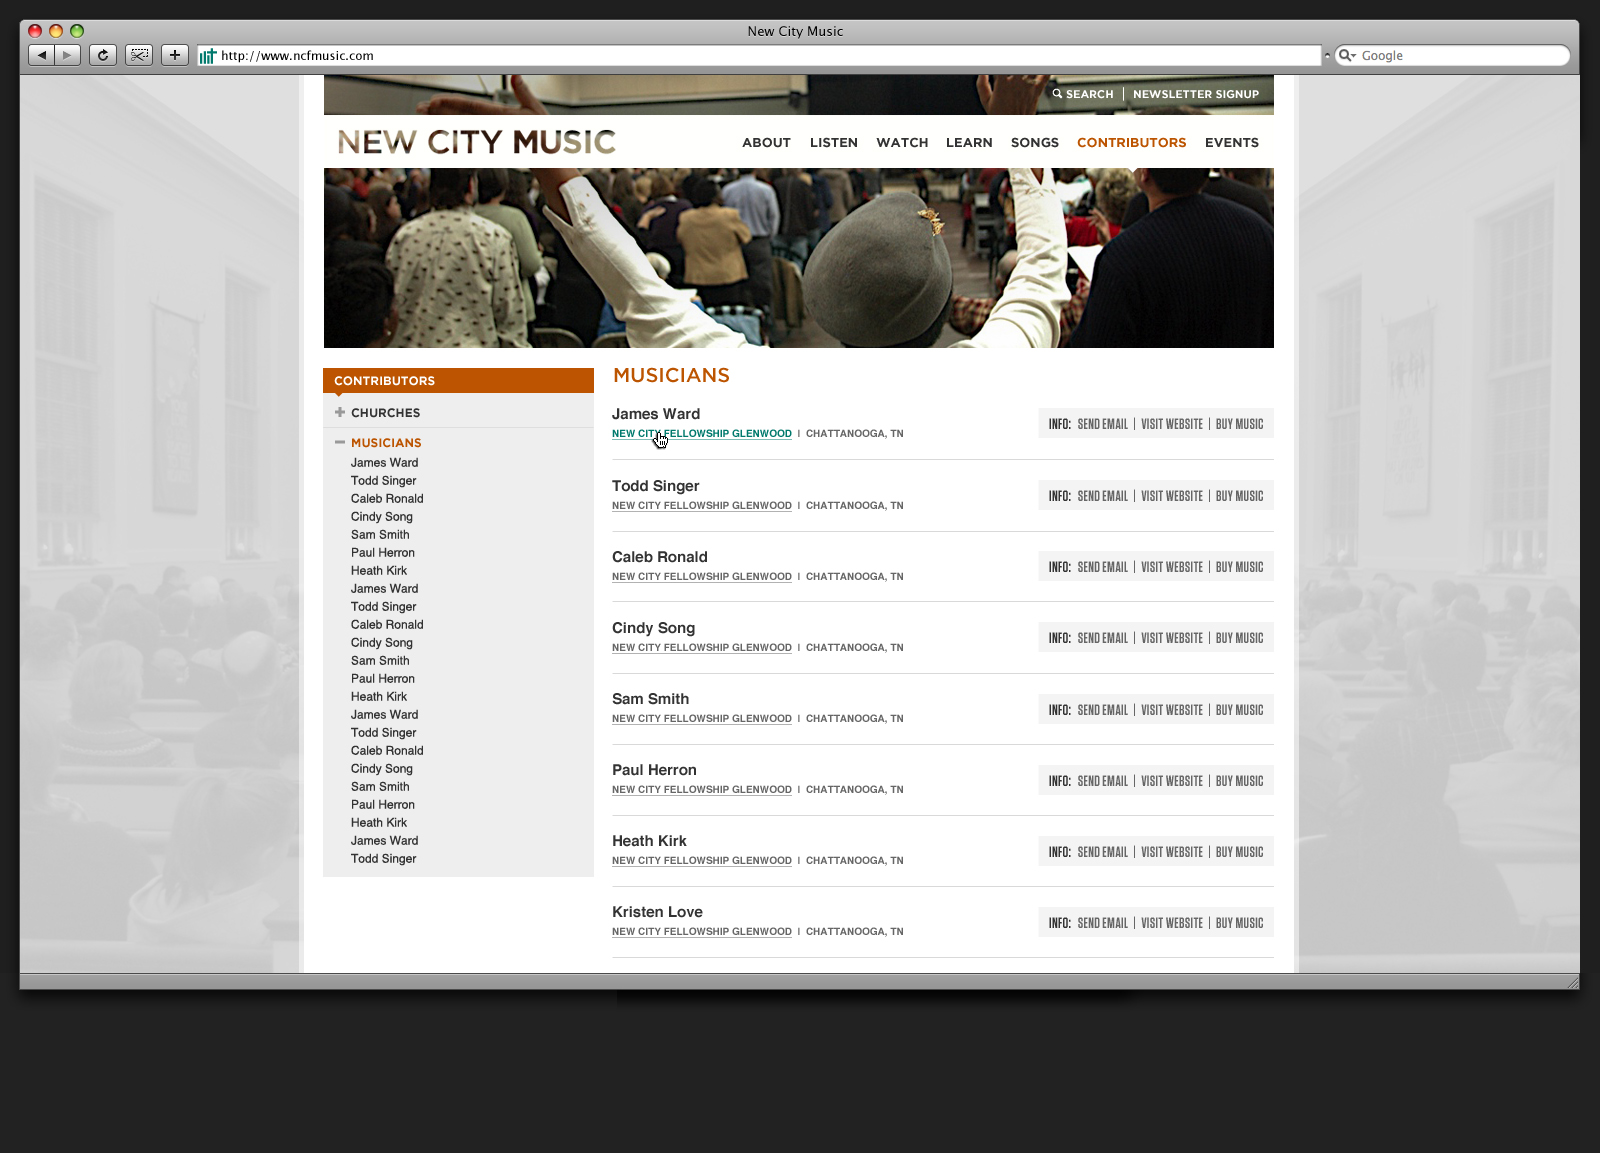 New City Music
http://www.ncfmusic.com
Google
SEARCH | NEWSLETTER SIGNUP
NEW CITY MUSIC
ABOUT LISTEN WATCH LEARN SONGS CONTRIBUTORS EVENTS
CONTRIBUTORS
CHURCHES
MUSICIANS
James Ward
Todd Singer
Caleb Ronald
Cindy Song
Sam Smith
Paul Herron
Heath Kirk
James Ward
Todd Singer
Caleb Ronald
Cindy Song
Sam Smith
Paul Herron
Heath Kirk
James Ward
Todd Singer
Caleb Ronald
Cindy Song
Sam Smith
Paul Herron
Heath Kirk
James Ward
Todd Singer
MUSICIANS
James Ward
NEW CITY FELLOWSHIP GLENWOOD | CHATTANOOGA, TN
INFO: SEND EMAIL | VISIT WEBSITE | BUY MUSIC
Todd Singer
NEW CITY FELLOWSHIP GLENWOOD | CHATTANOOGA, TN
INFO: SEND EMAIL | VISIT WEBSITE | BUY MUSIC
Caleb Ronald
NEW CITY FELLOWSHIP GLENWOOD | CHATTANOOGA, TN
INFO: SEND EMAIL | VISIT WEBSITE | BUY MUSIC
Cindy Song
NEW CITY FELLOWSHIP GLENWOOD | CHATTANOOGA, TN
INFO: SEND EMAIL | VISIT WEBSITE | BUY MUSIC
Sam Smith
NEW CITY FELLOWSHIP GLENWOOD | CHATTANOOGA, TN
INFO: SEND EMAIL | VISIT WEBSITE | BUY MUSIC
Paul Herron
NEW CITY FELLOWSHIP GLENWOOD | CHATTANOOGA, TN
INFO: SEND EMAIL | VISIT WEBSITE | BUY MUSIC
Heath Kirk
NEW CITY FELLOWSHIP GLENWOOD | CHATTANOOGA, TN
INFO: SEND EMAIL | VISIT WEBSITE | BUY MUSIC
Kristen Love
NEW CITY FELLOWSHIP GLENWOOD | CHATTANOOGA, TN
INFO: SEND EMAIL | VISIT WEBSITE | BUY MUSIC